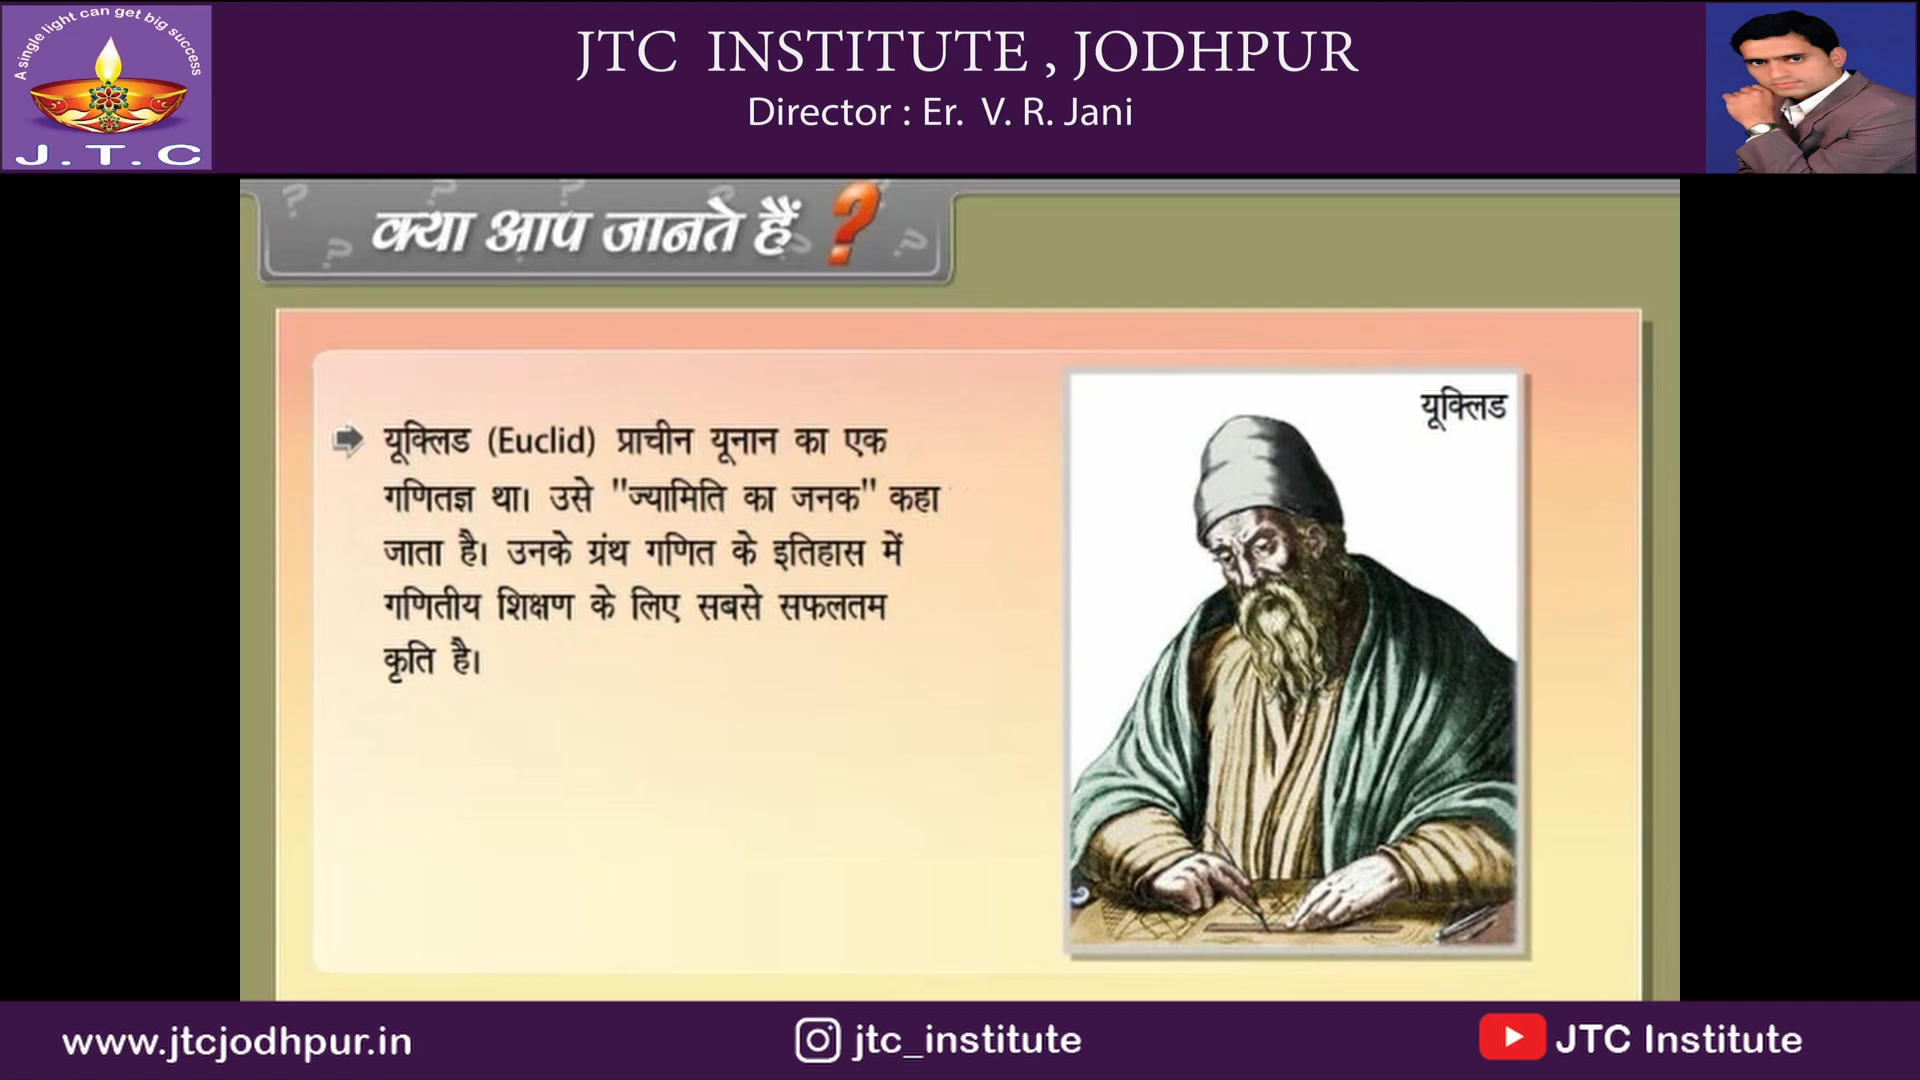 A single light can get big success
J.T.C
JTC INSTITUTE , JODHPUR
Director : Er. V. R. Jani
क्या आप जानते हैं ?
यूक्लिड (Euclid) प्राचीन यूनान का एक
गणितज्ञ था। उसे "ज्यामिति का जनक" कहा
जाता है। उनके ग्रंथ गणित के इतिहास में
गणितीय शिक्षण के लिए सबसे सफलतम
कृति है।
यूक्लिड
www.jtcjodhpur.in
jtc_institute
JTC Institute